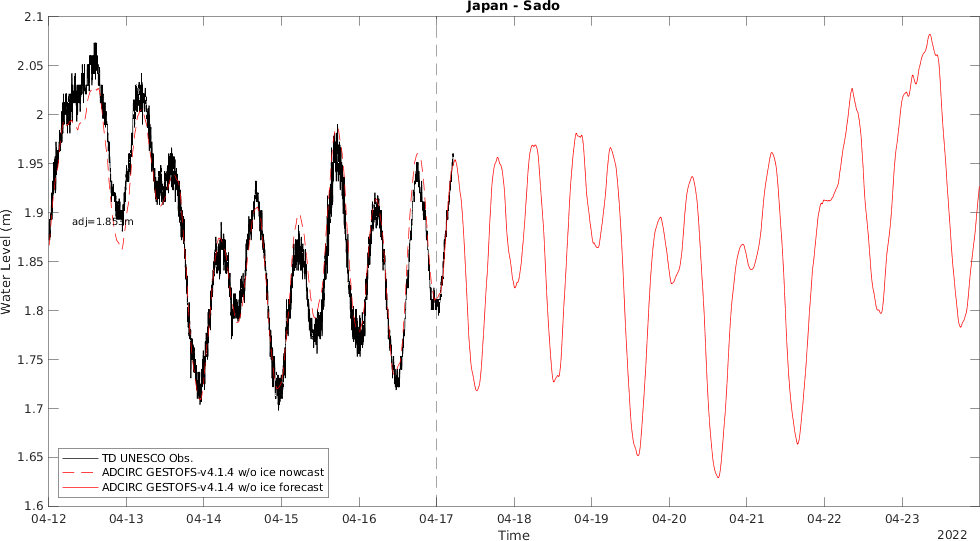 Japan - Sado
2.1
2.05
2
1.95
1.9
1.85
1.8
1.75
1.7
1.65
1.6
Water Level (m)
adj=1.853m
TD UNESCO Obs.
ADCIRC GESTOFS-v4.1.4 w/o ice nowcast
ADCIRC GESTOFS-v4.1.4 w/o ice forecast
04-12 04-13 04-14 04-15 04-16 04-17 04-18 04-19 04-20 04-21 04-22 04-23
Time
2022